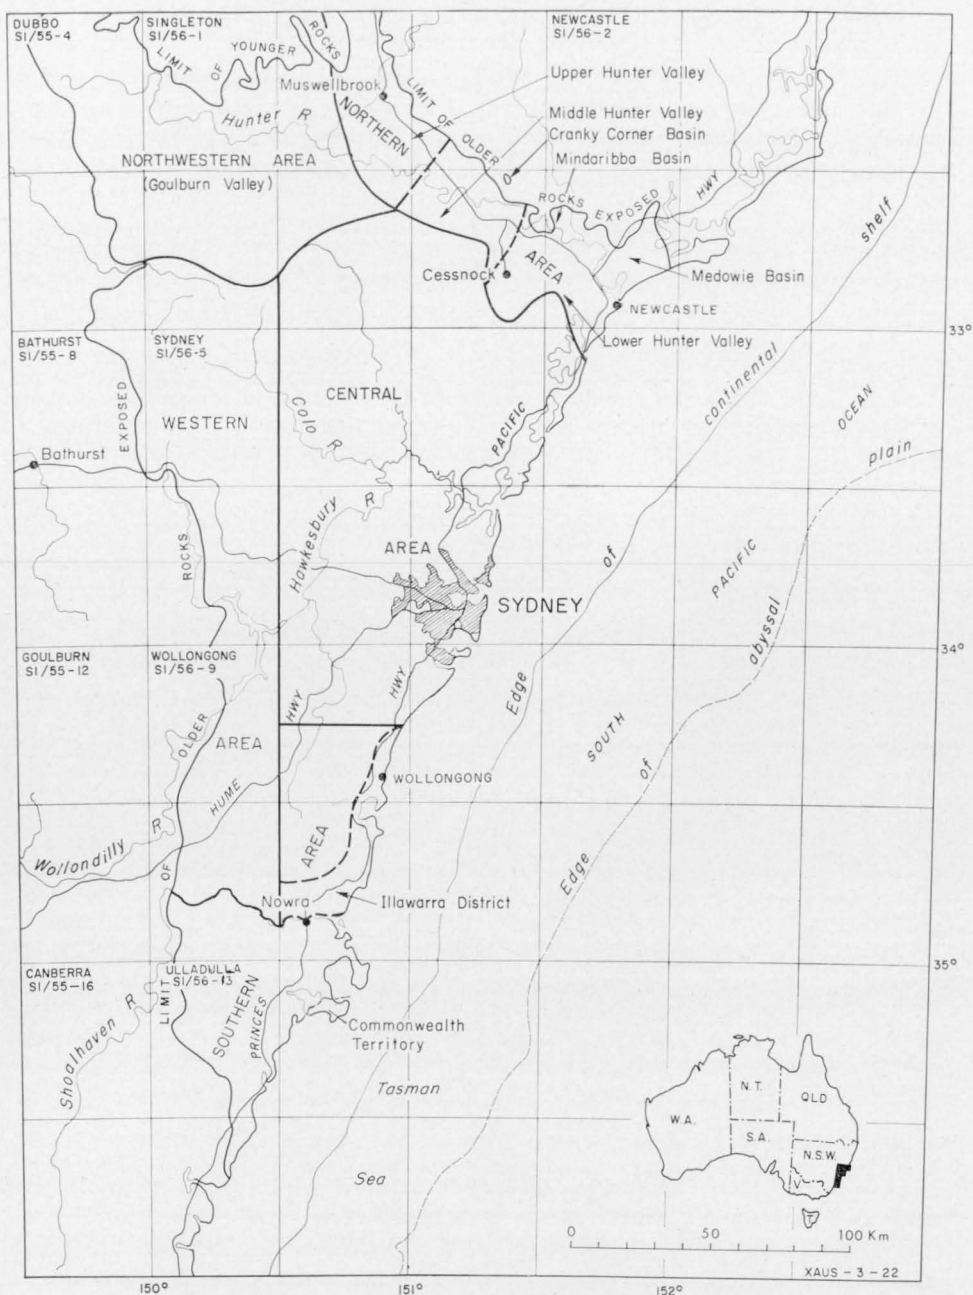 DUBBO
SI/55-4
SINGLETON
SI/56-1
NEWCASTLE
SI/56-2
LIMIT OF YOUNGER ROCKS
Muswellbrook
Hunter R
NORTHERN
LIMIT OF OLDER
ROCKS EXPOSED
Upper Hunter Valley
Middle Hunter Valley
Cranky Corner Basin
Mindaribba Basin
HWY
NORTHWESTERN AREA
(Goulburn Valley)
shelf
Cessnock
AREA
Medowie Basin
NEWCASTLE
Lower Hunter Valley
33°
BATHURST
SI/55-8
SYDNEY
SI/56-5
EXPOSED
WESTERN
CENTRAL
Colo R
PACIFIC
continental
OCEAN
plain
Bathurst
ROCKS
Hawkesbury R
AREA
SYDNEY
of
PACIFIC
abyssal
GOULBURN
SI/55-12
WOLLONGONG
SI/56-9
34°
HWY
HWY
Edge
SOUTH
of
OLDER
AREA
HUME
WOLLONGONG
Wollondilly R
OF
AREA
Edge
Nowra
Illawarra District
35°
CANBERRA
SI/55-16
ULLADULLA
SI/56-13
LIMIT
SOUTHERN
PRINCES
Shoalhaven R
Commonwealth
Territory
Tasman
Sea
W.A.
N.T.
QLD
S.A.
N.S.W.
V
T
0 50 100 Km
XAUS-3-22
150° 151° 152°